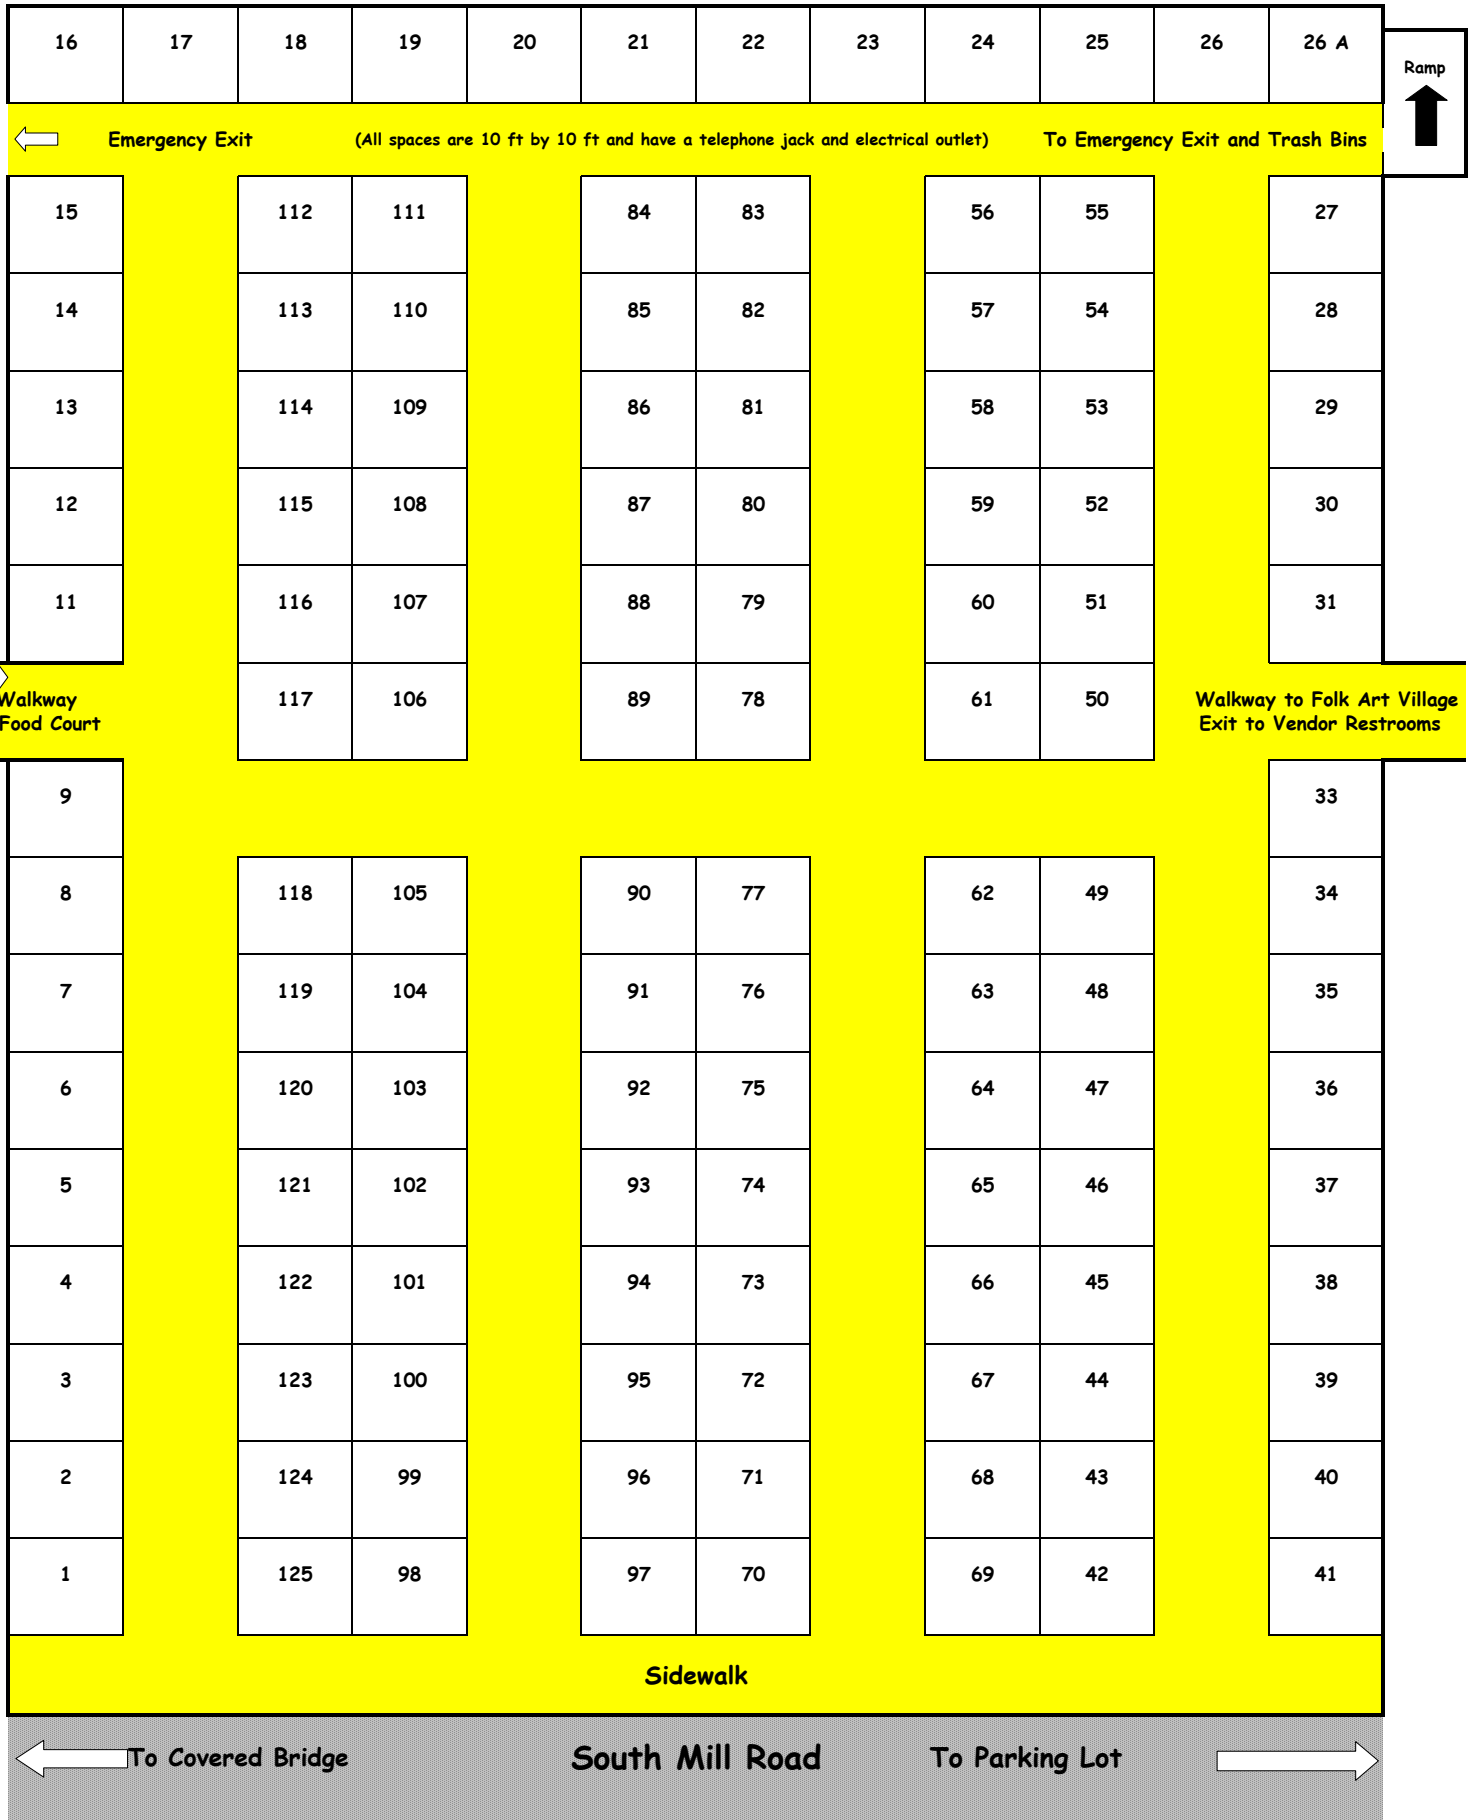 16 17 18 19 20 21 22 23 24 25 26 26 A
Ramp
Emergency Exit (All spaces are 10 ft by 10 ft and have a telephone jack and electrical outlet) To Emergency Exit and Trash Bins
15 112 111 84 83 56 55 27
14 113 110 85 82 57 54 28
13 114 109 86 81 58 53 29
12 115 108 87 80 59 52 30
11 116 107 88 79 60 51 31
Walkway 117 106 89 78 61 50 Walkway to Folk Art Village
Food Court Exit to Vendor Restrooms
9 33
8 118 105 90 77 62 49 34
7 119 104 91 76 63 48 35
6 120 103 92 75 64 47 36
5 121 102 93 74 65 46 37
4 122 101 94 73 66 45 38
3 123 100 95 72 67 44 39
2 124 99 96 71 68 43 40
1 125 98 97 70 69 42 41
Sidewalk
To Covered Bridge South Mill Road To Parking Lot